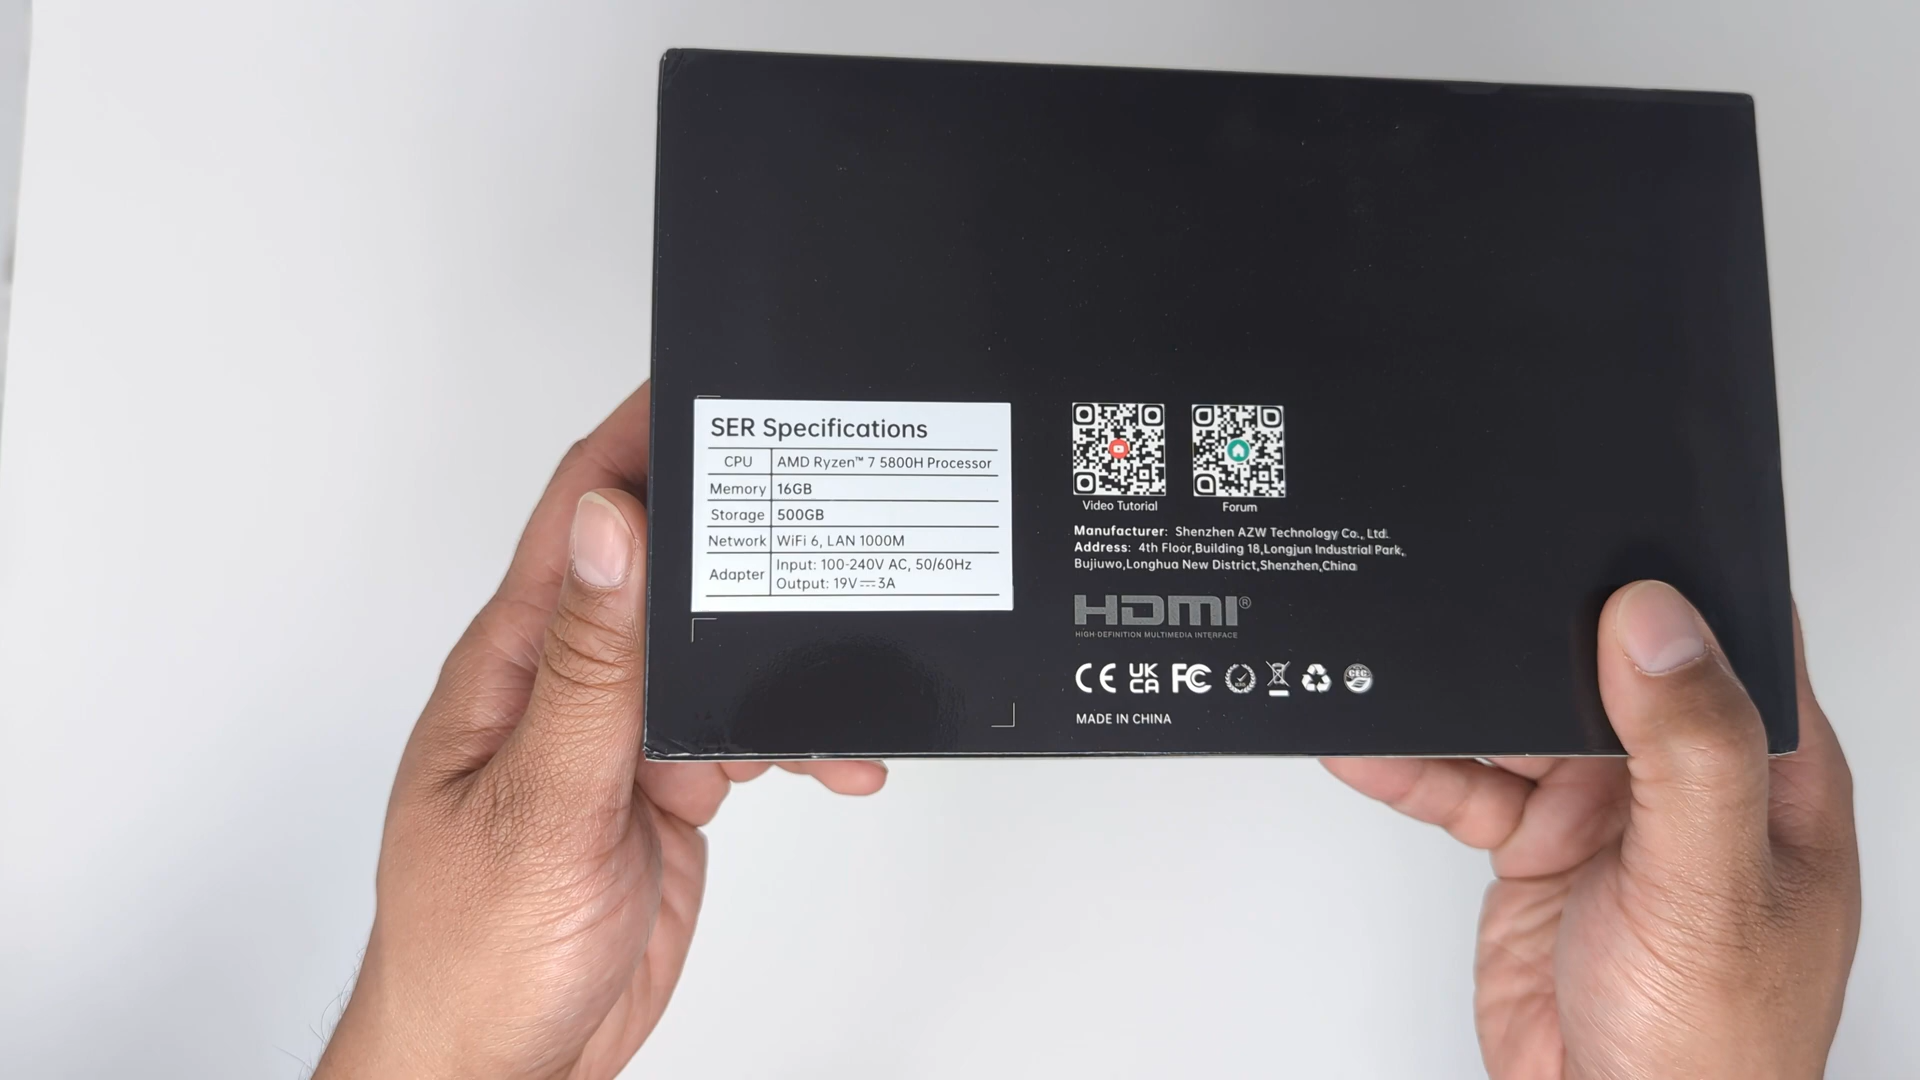 SER Specifications
CPU AMD Ryzen™ 7 5800H Processor
Memory 16GB
Storage 500GB
Network WiFi 6, LAN 1000M
Adapter Input: 100-240V AC, 50/60Hz
Output: 19V⎓3A
Video Tutorial
Forum
Manufacturer: Shenzhen AZW Technology Co., Ltd.
Address: 4th Floor,Building 18,Longjun Industrial Park,
Bujiuwo,Longhua New District,Shenzhen,China
HDMI®
HIGH-DEFINITION MULTIMEDIA INTERFACE
CE UK CA FC CEC
MADE IN CHINA